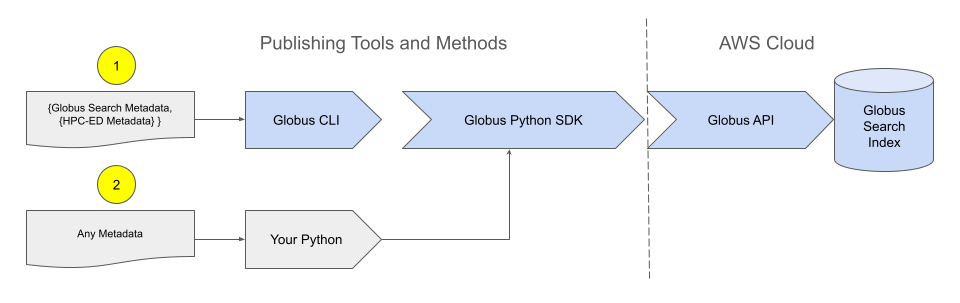 Publishing Tools and Methods
AWS Cloud
1
{Globus Search Metadata,
{HPC-ED Metadata} }
Globus CLI
Globus Python SDK
Globus API
Globus
Search
Index
2
Any Metadata
Your Python